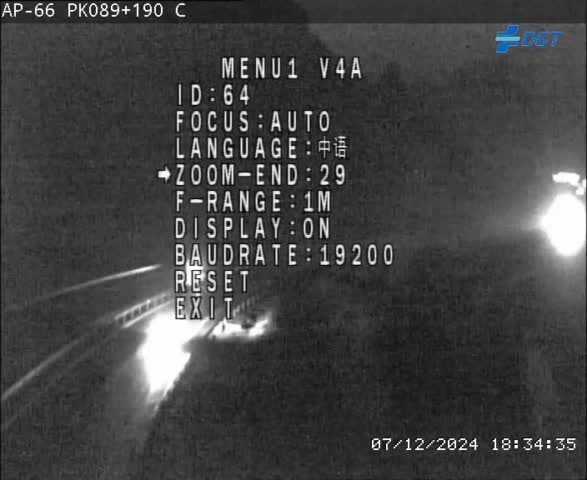 AP-66 PK089+190 C
DGT
MENU1 V4A
ID:64
FOCUS:AUTO
LANGUAGE:中语
ZOOM-END:29
F-RANGE:1M
DISPLAY:ON
BAUDRATE:19200
RESET
EXIT
07/12/2024 18:34:35